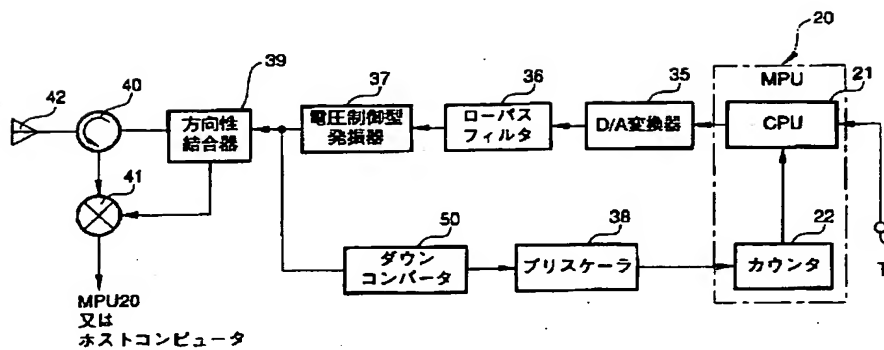 20
39
42
40
37
36
35
MPU
21
方向性
結合器
電圧制御型
発振器
ローパス
フィルタ
D/A変換器
CPU
41
50
38
22
ダウン
コンバータ
プリスケーラ
カウンタ
T
MPU20
又は
ホストコンピュータ